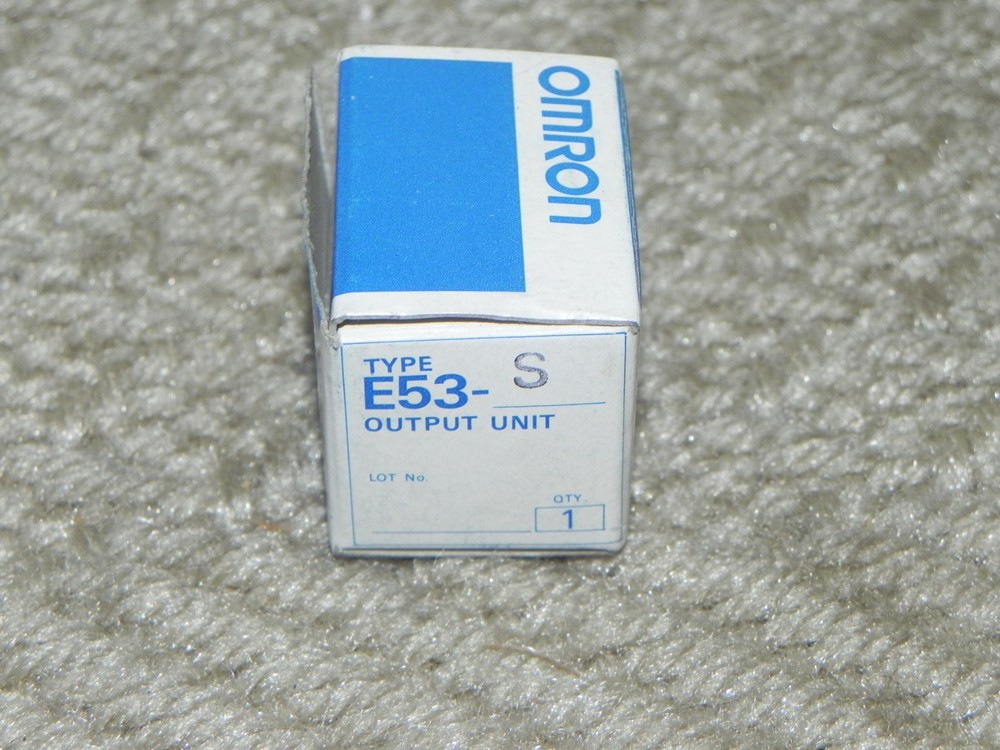 OMRON
TYPE
E53-S
OUTPUT UNIT
LOT No.
QTY.
1